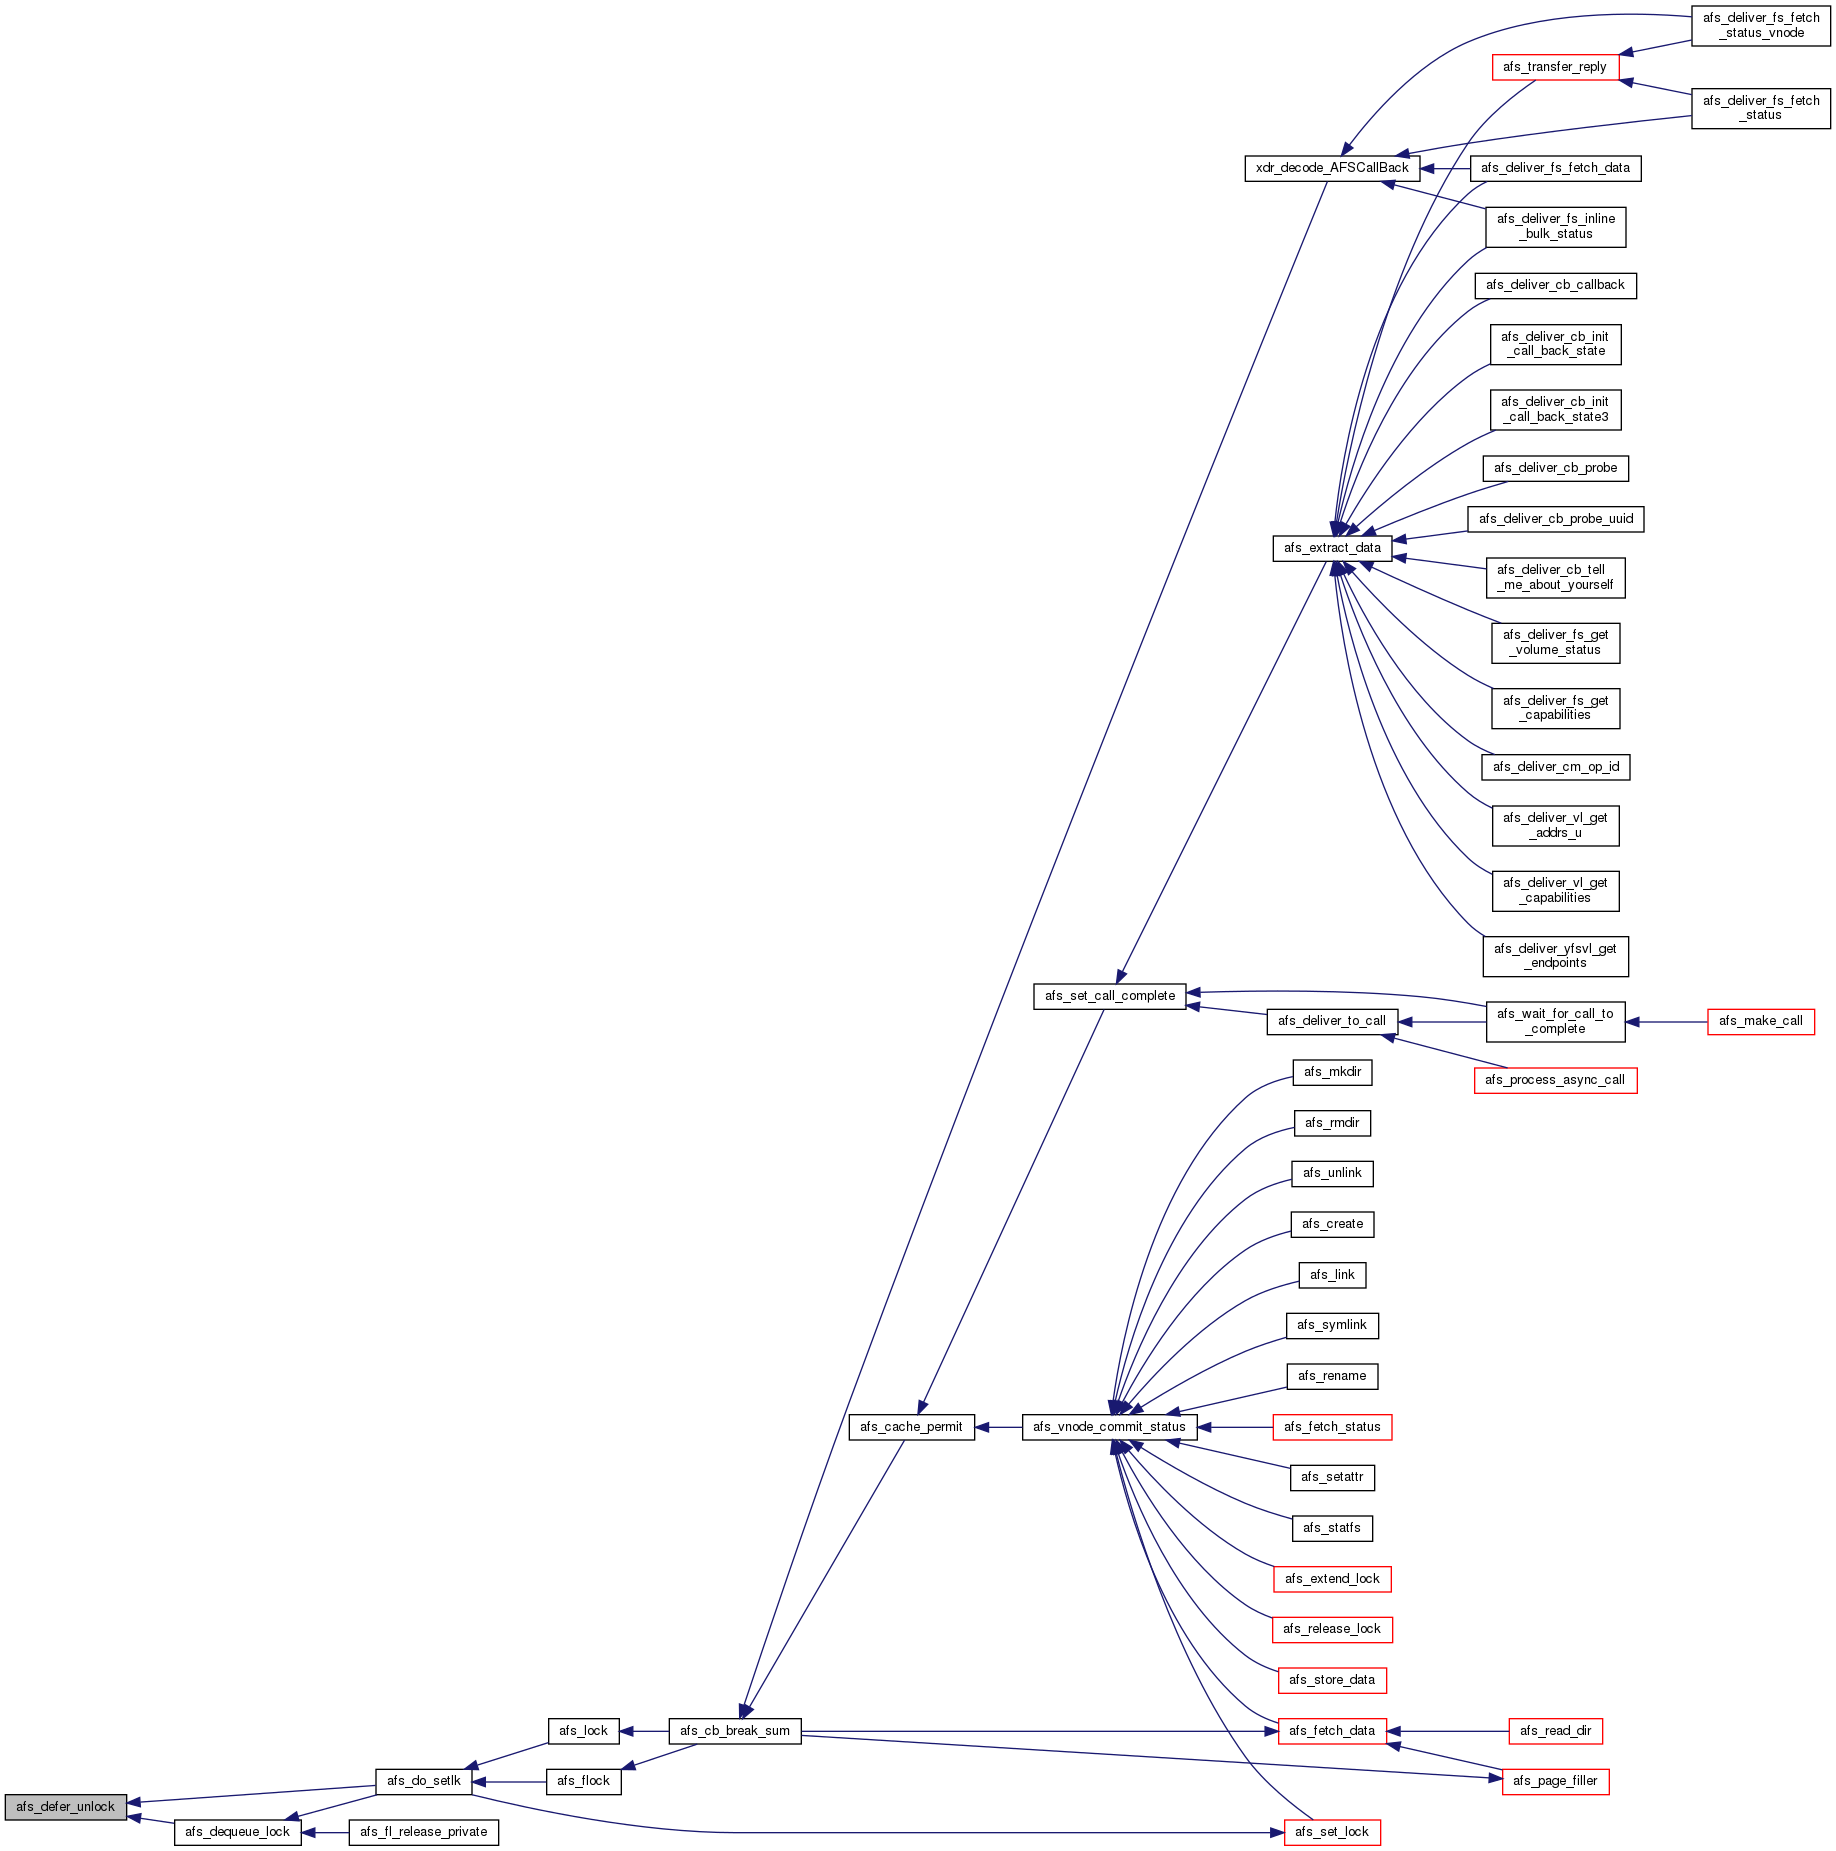 afs_deliver_fs_fetch
_status_vnode
afs_transfer_reply
afs_deliver_fs_fetch
_status
xdr_decode_AFSCallBack
afs_deliver_fs_fetch_data
afs_deliver_fs_inline
_bulk_status
afs_deliver_cb_callback
afs_deliver_cb_init
_call_back_state
afs_deliver_cb_init
_call_back_state3
afs_deliver_cb_probe
afs_deliver_cb_probe_uuid
afs_extract_data
afs_deliver_cb_tell
_me_about_yourself
afs_deliver_fs_get
_volume_status
afs_deliver_fs_get
_capabilities
afs_deliver_cm_op_id
afs_deliver_vl_get
_addrs_u
afs_deliver_vl_get
_capabilities
afs_deliver_yfsvl_get
_endpoints
afs_set_call_complete
afs_deliver_to_call
afs_wait_for_call_to
_complete
afs_make_call
afs_process_async_call
afs_mkdir
afs_rmdir
afs_unlink
afs_create
afs_link
afs_symlink
afs_rename
afs_cache_permit
afs_vnode_commit_status
afs_fetch_status
afs_setattr
afs_statfs
afs_extend_lock
afs_release_lock
afs_store_data
afs_lock
afs_cb_break_sum
afs_fetch_data
afs_read_dir
afs_do_setlk
afs_flock
afs_page_filler
afs_defer_unlock
afs_dequeue_lock
afs_fl_release_private
afs_set_lock